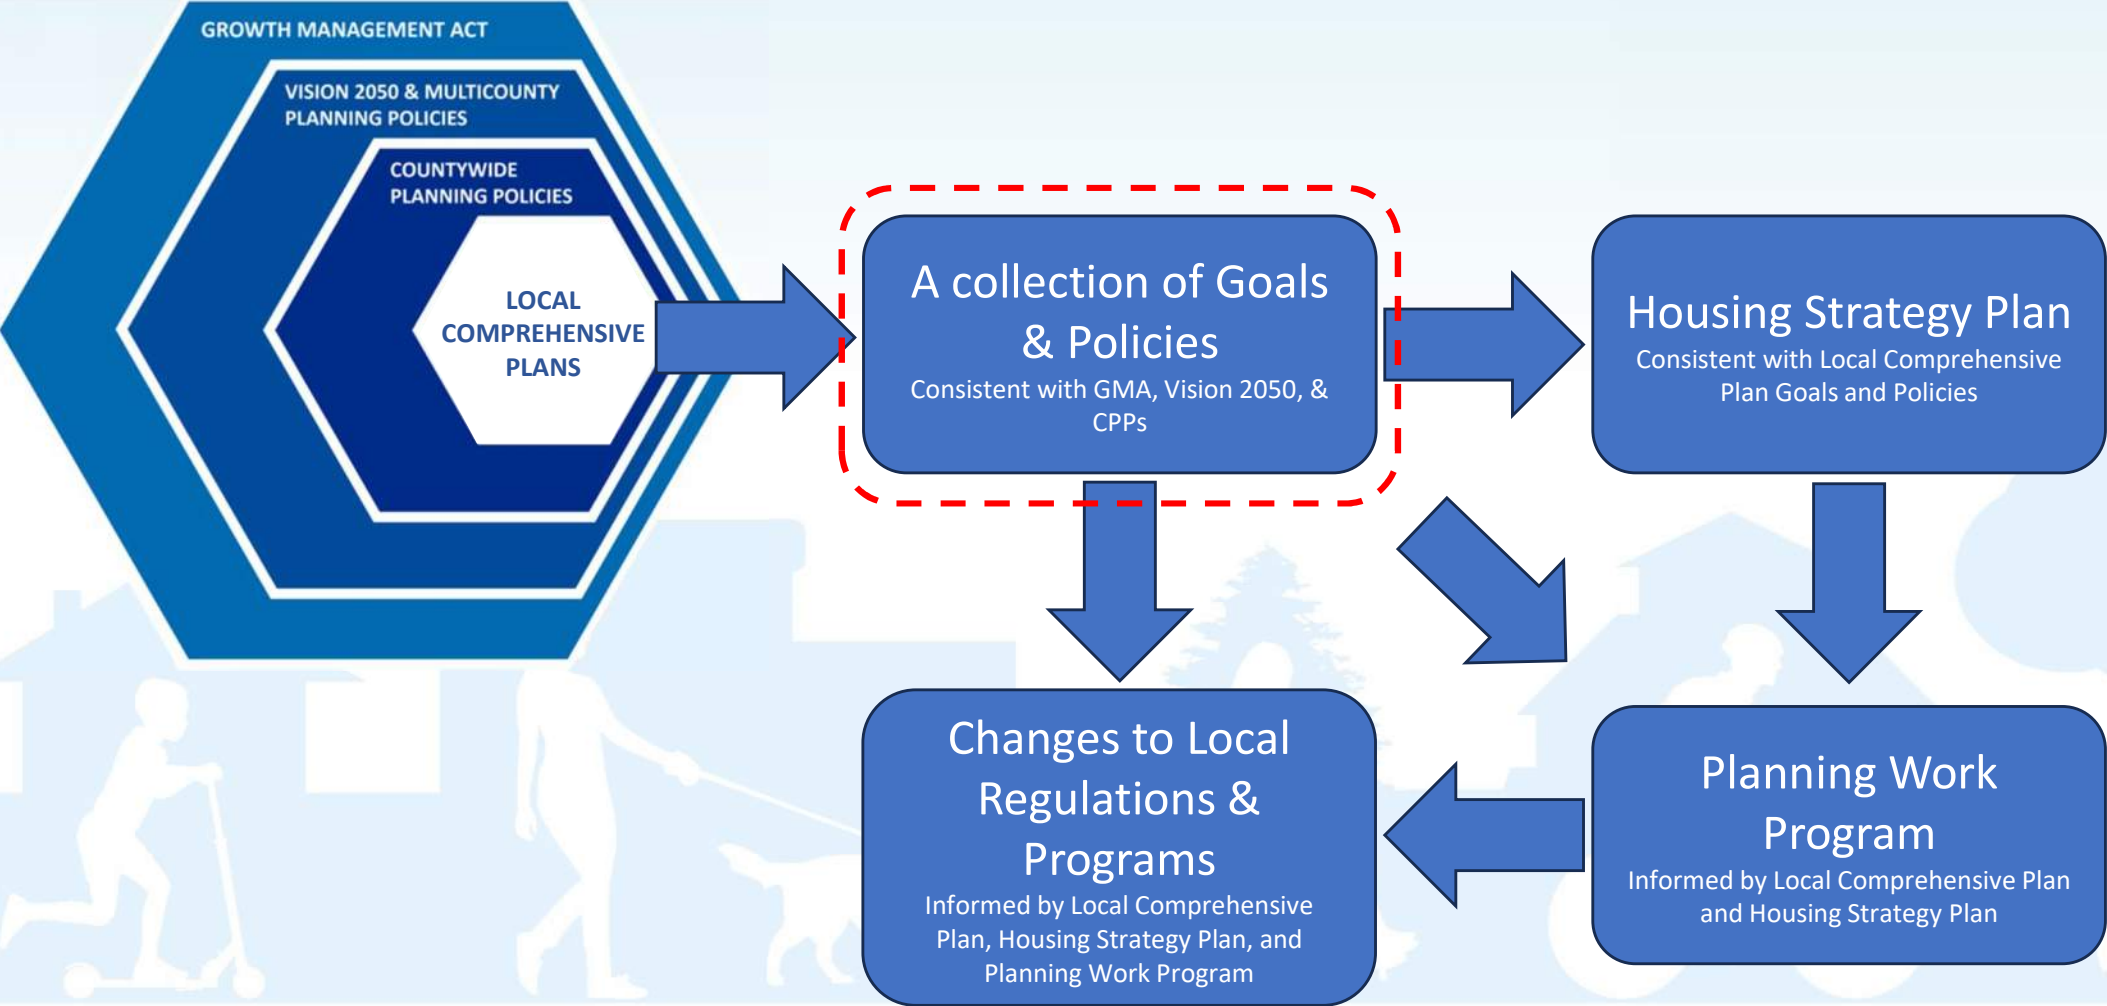 GROWTH MANAGEMENT ACT
VISION 2050 & MULTICOUNTY
PLANNING POLICIES
COUNTYWIDE
PLANNING POLICIES
LOCAL
COMPREHENSIVE
PLANS
A collection of Goals
& Policies
Consistent with GMA, Vision 2050, &
CPPs
Housing Strategy Plan
Consistent with Local Comprehensive
Plan Goals and Policies
Changes to Local
Regulations &
Programs
Informed by Local Comprehensive
Plan, Housing Strategy Plan, and
Planning Work Program
Planning Work
Program
Informed by Local Comprehensive Plan
and Housing Strategy Plan